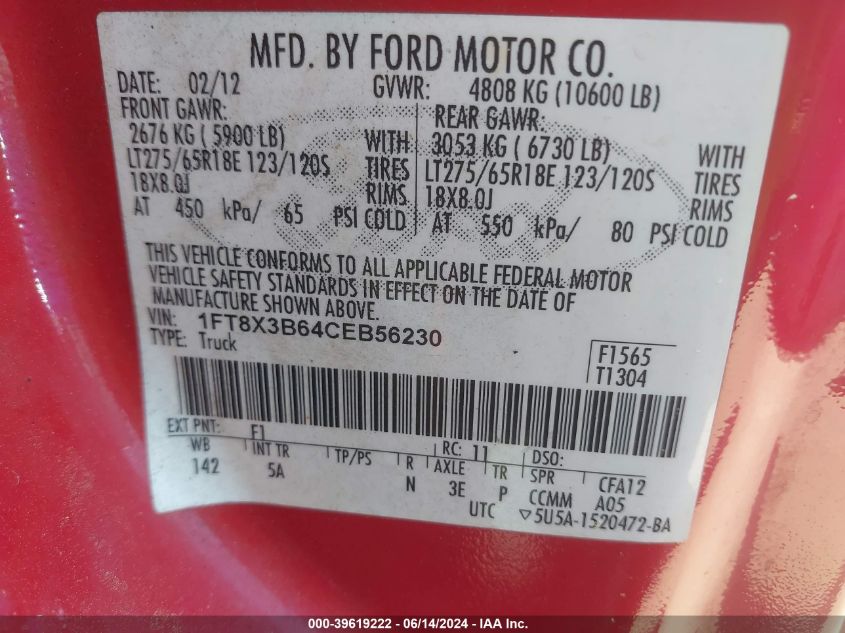 MFD. BY FORD MOTOR CO.
DATE: 02/12 GVWR: 4808 KG (10600 LB)
FRONT GAWR: REAR GAWR:
2676 KG ( 5900 LB) WITH 3053 KG ( 6730 LB) WITH
LT275/65R18E 123/120S TIRES LT275/65R18E 123/120S TIRES
18X8.0J RIMS 18X8.0J RIMS
AT 450 kPa/ 65 PSI COLD AT 550 kPa/ 80 PSI COLD
THIS VEHICLE CONFORMS TO ALL APPLICABLE FEDERAL MOTOR
VEHICLE SAFETY STANDARDS IN EFFECT ON THE DATE OF
MANUFACTURE SHOWN ABOVE.
VIN: 1FT8X3B64CEB56230
TYPE: Truck
F1565
T1304
EXT PNT: F1 RC: 11 DSO:
WB INT TR TP/PS R AXLE TR SPR CFA12
142 5A N 3E P CCMM A05
UTC ▽5U5A-1520472-BA
000-39619222 - 06/14/2024 - IAA Inc.